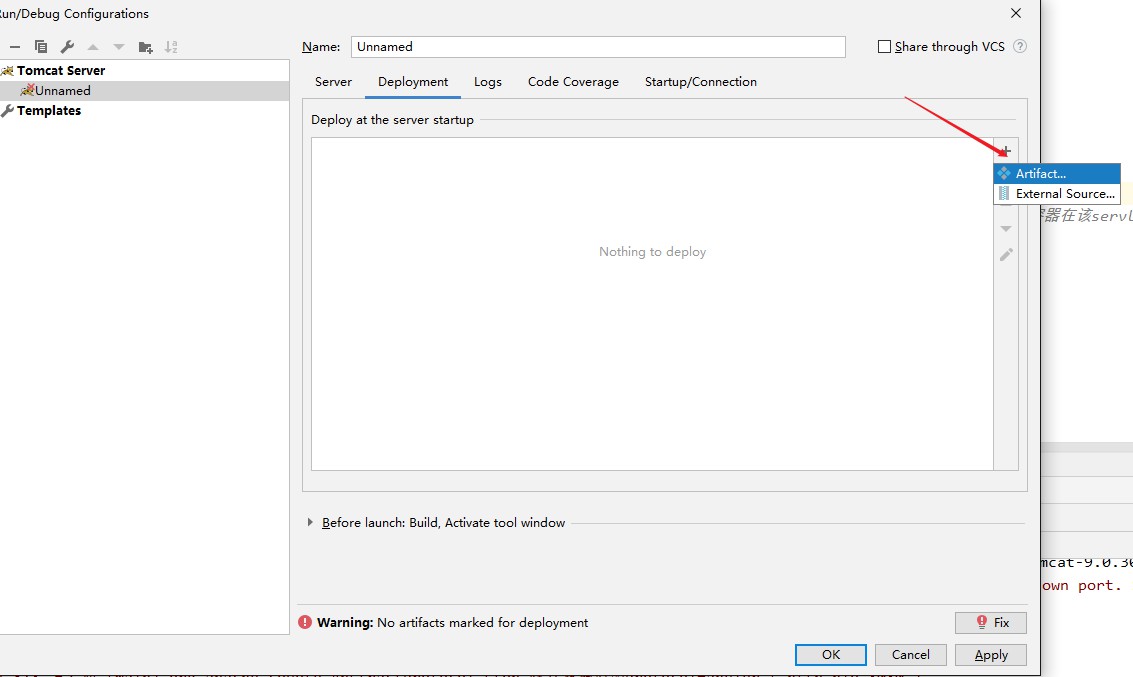 Run/Debug Configurations
Name: Unnamed
Share through VCS ?
Tomcat Server
Unnamed
Templates
Server Deployment Logs Code Coverage Startup/Connection
Deploy at the server startup
Artifact...
External Source...
器在该servl
Nothing to deploy
Before launch: Build, Activate tool window
mcat-9.0.30
own port.
Warning: No artifacts marked for deployment
Fix
OK Cancel Apply